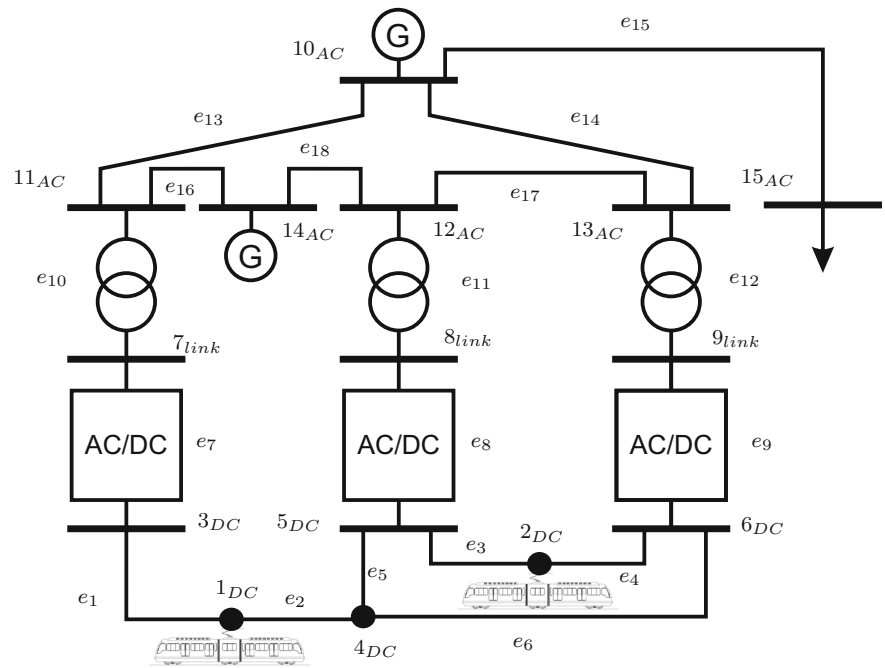 G
e15
10AC
e13
e14
e18
11AC
e16
e17
15AC
14AC
12AC
13AC
G
e10
e11
e12
7link
8link
9link
AC/DC
e7
AC/DC
e8
AC/DC
e9
3DC
5DC
2DC
6DC
e3
e5
e4
1DC
e1
e2
4DC
e6